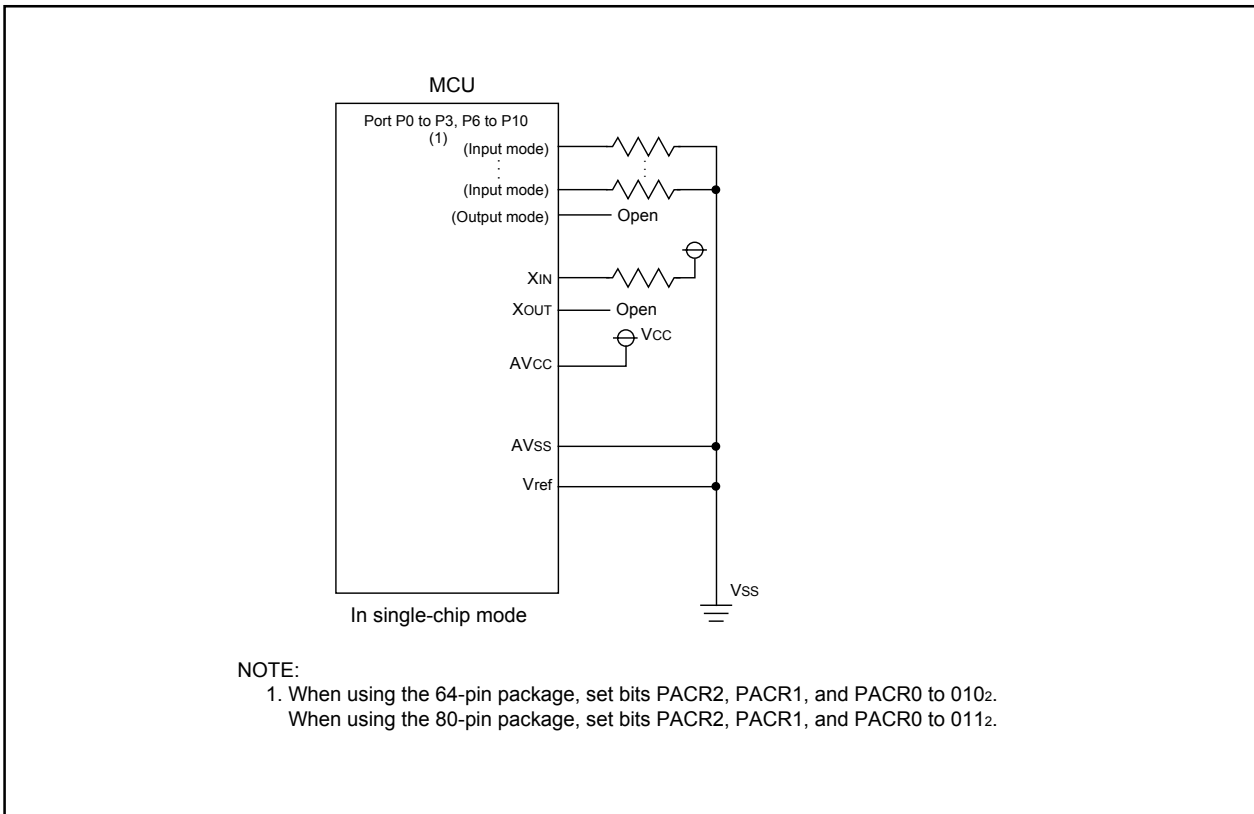 MCU
Port P0 to P3, P6 to P10
(1)
(Input mode)
(Input mode)
(Output mode)
Open
XIN
XOUT
Open
VCC
AVCC
AVSS
Vref
VSS
In single-chip mode
NOTE:
1. When using the 64-pin package, set bits PACR2, PACR1, and PACR0 to 0102.
When using the 80-pin package, set bits PACR2, PACR1, and PACR0 to 0112.